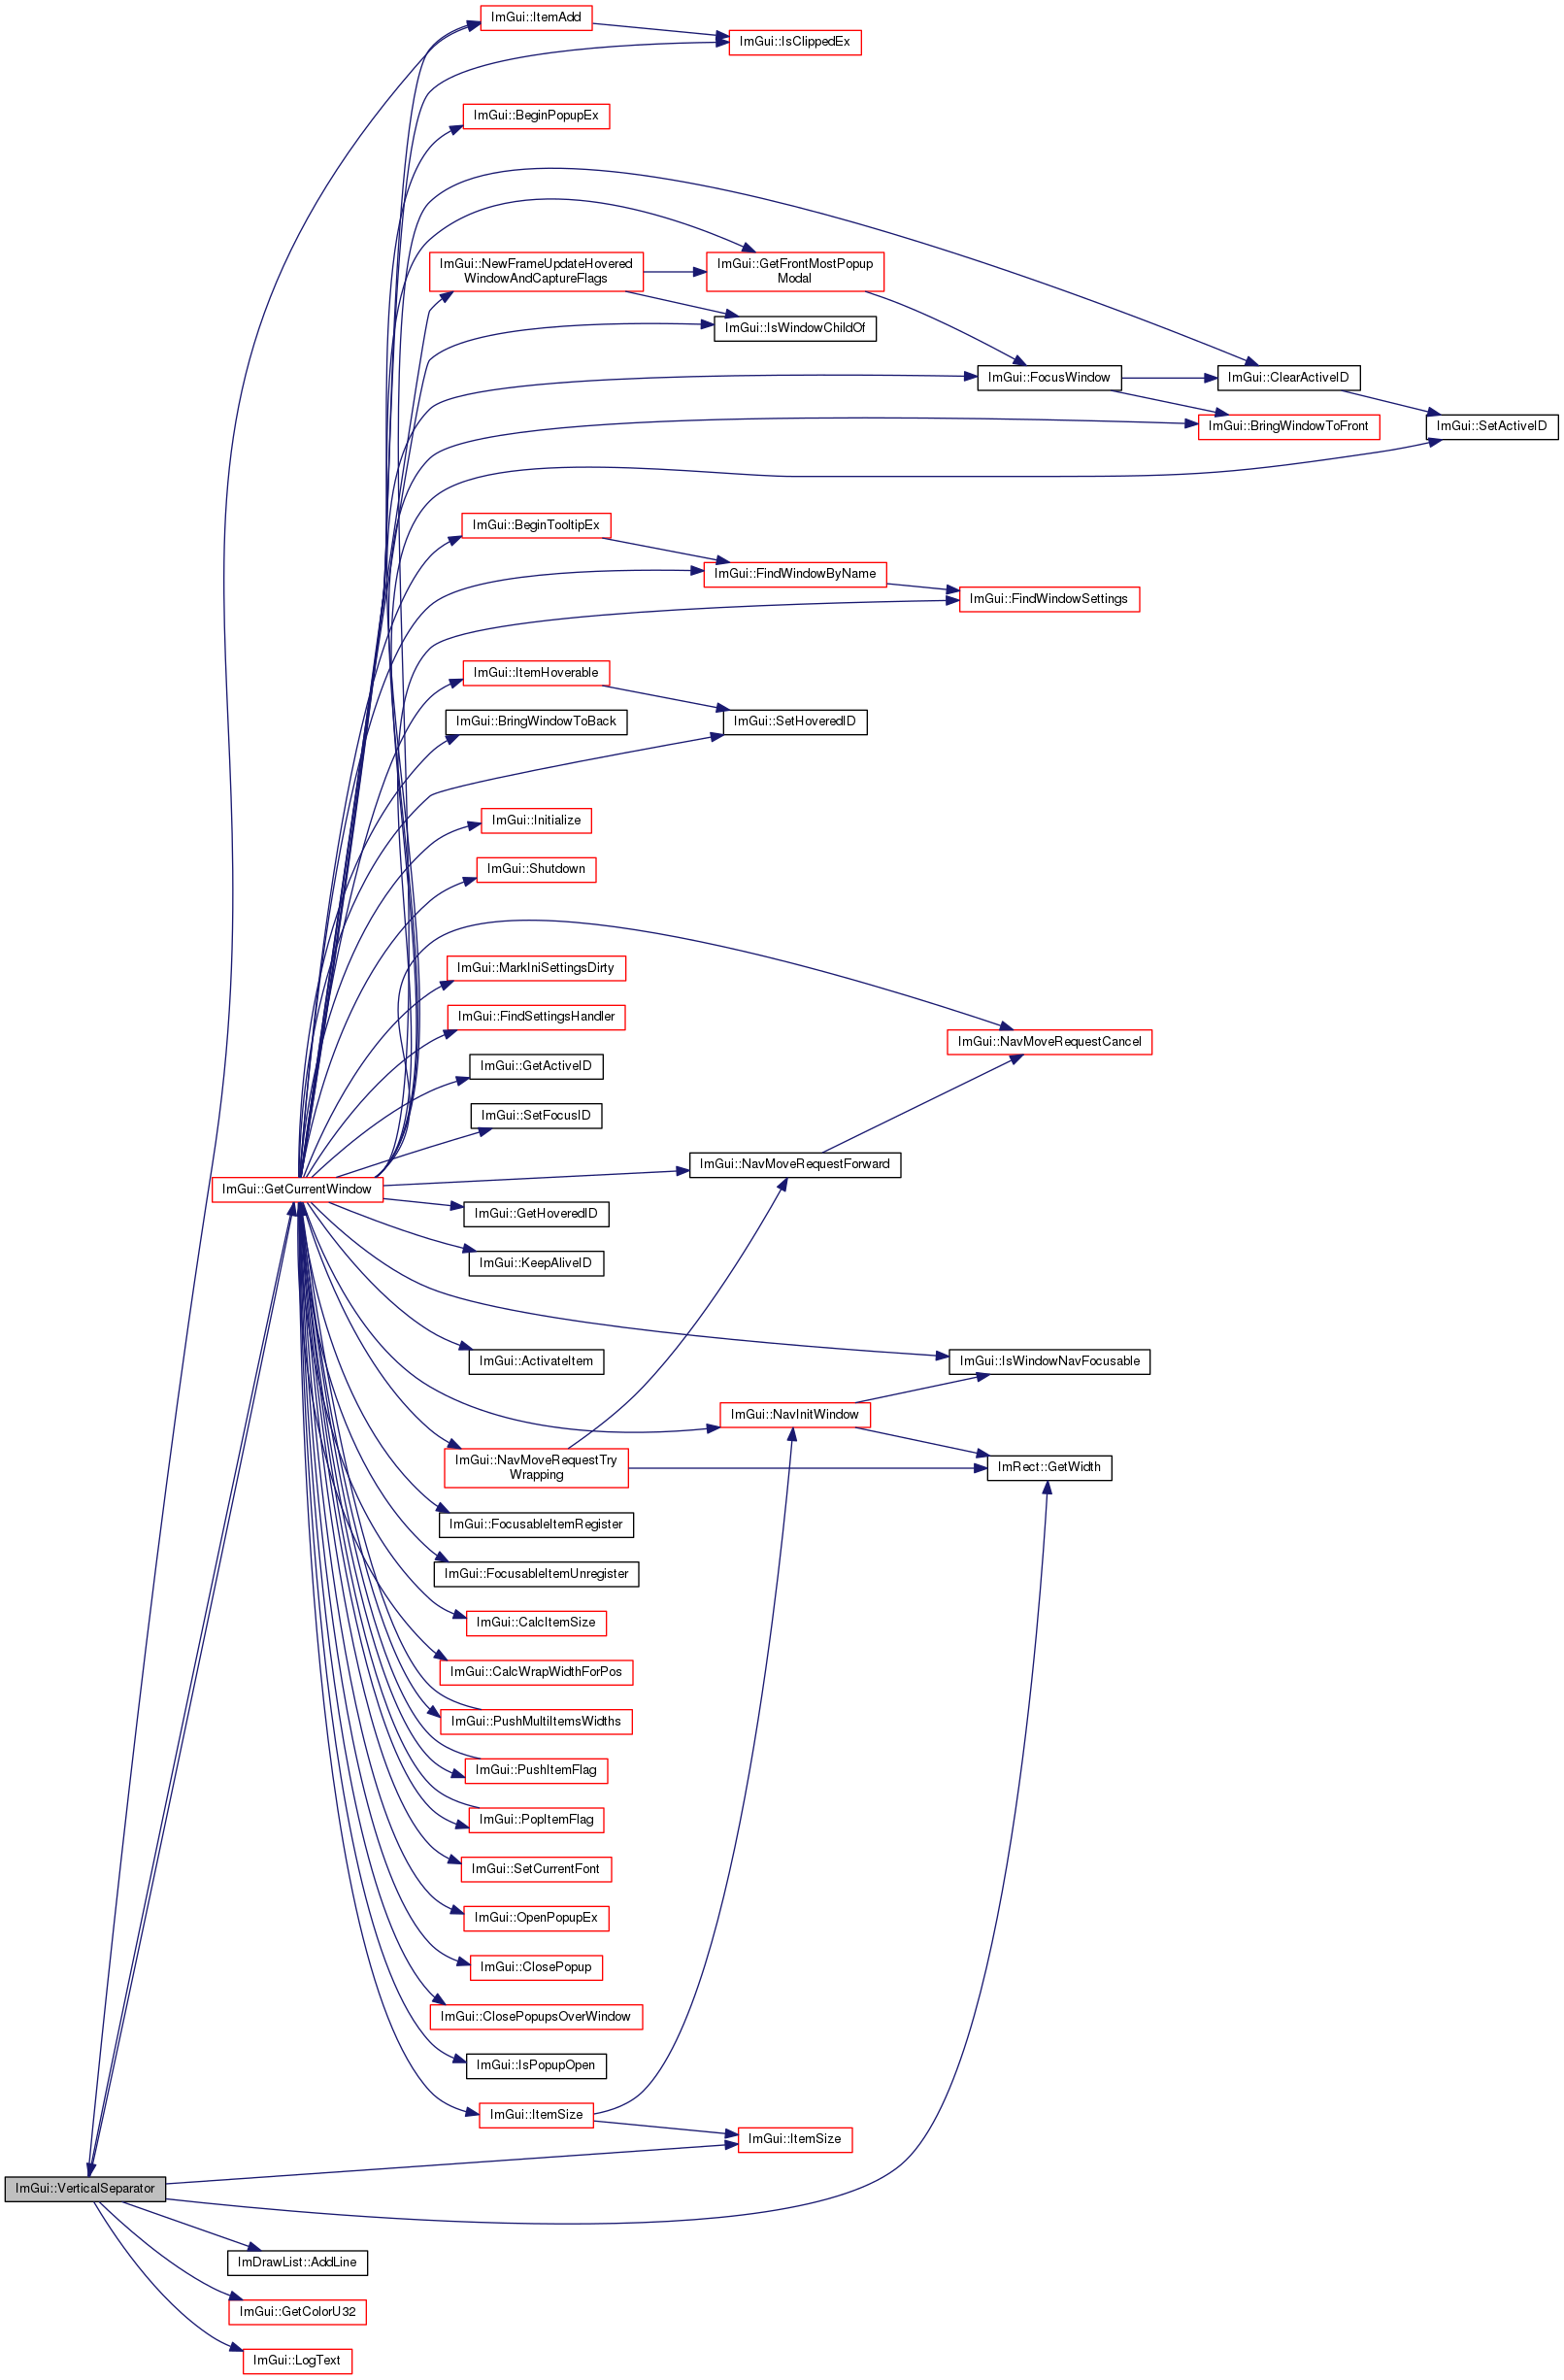 ImGui::ItemAdd
ImGui::IsClippedEx
ImGui::BeginPopupEx
ImGui::NewFrameUpdateHovered
WindowAndCaptureFlags
ImGui::GetFrontMostPopup
Modal
ImGui::IsWindowChildOf
ImGui::FocusWindow
ImGui::ClearActiveID
ImGui::BringWindowToFront
ImGui::SetActiveID
ImGui::BeginTooltipEx
ImGui::FindWindowByName
ImGui::FindWindowSettings
ImGui::ItemHoverable
ImGui::BringWindowToBack
ImGui::SetHoveredID
ImGui::Initialize
ImGui::Shutdown
ImGui::MarkIniSettingsDirty
ImGui::FindSettingsHandler
ImGui::NavMoveRequestCancel
ImGui::GetActiveID
ImGui::SetFocusID
ImGui::NavMoveRequestForward
ImGui::GetCurrentWindow
ImGui::GetHoveredID
ImGui::KeepAliveID
ImGui::ActivateItem
ImGui::IsWindowNavFocusable
ImGui::NavInitWindow
ImGui::NavMoveRequestTry
Wrapping
ImRect::GetWidth
ImGui::FocusableItemRegister
ImGui::FocusableItemUnregister
ImGui::CalcItemSize
ImGui::CalcWrapWidthForPos
ImGui::PushMultiItemsWidths
ImGui::PushItemFlag
ImGui::PopItemFlag
ImGui::SetCurrentFont
ImGui::OpenPopupEx
ImGui::ClosePopup
ImGui::ClosePopupsOverWindow
ImGui::IsPopupOpen
ImGui::ItemSize
ImGui::ItemSize
ImGui::VerticalSeparator
ImDrawList::AddLine
ImGui::GetColorU32
ImGui::LogText